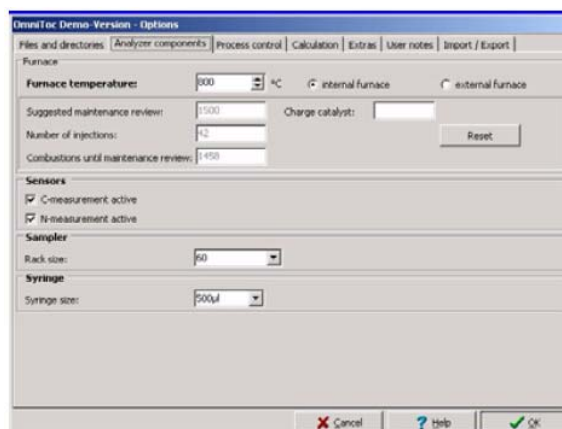 OmniToc Demo-Version - Options
Files and directories Analyzer components Process control Calculation Extras User notes Import / Export
Furnace
Furnace temperature: 800 °C internal furnace external furnace
Suggested maintenance review: 1500 Charge catalyst:
Number of injections: 42 Reset
Combustions until maintenance review: 1458
Sensors
C-measurement active
N-measurement active
Sampler
Rack size: 60
Syringe
Syringe size: 500µl
Cancel Help OK